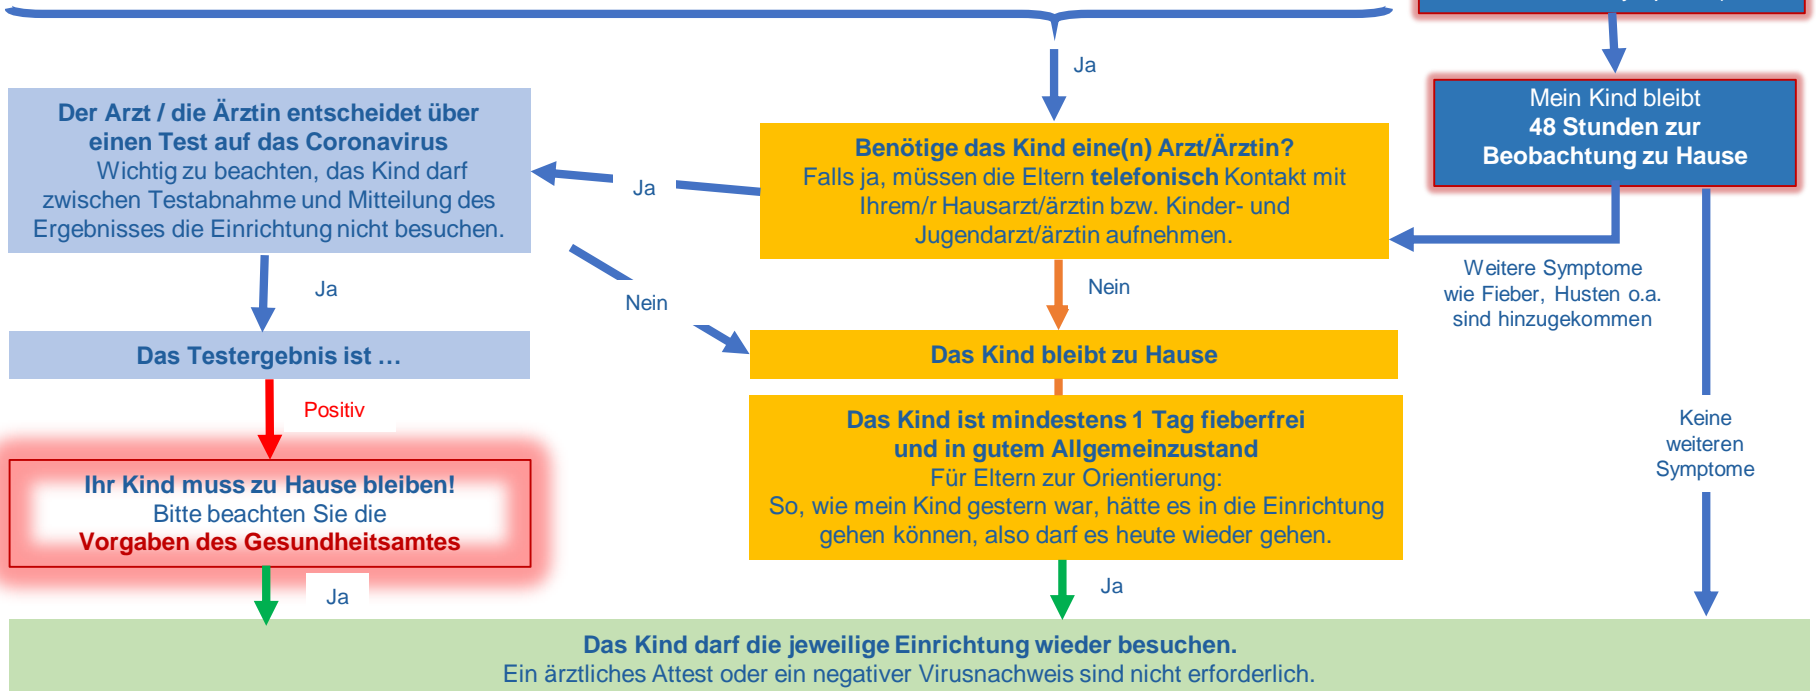 Ja
Der Arzt / die Ärztin entscheidet über
einen Test auf das Coronavirus
Wichtig zu beachten, das Kind darf
zwischen Testabnahme und Mitteilung des
Ergebnisses die Einrichtung nicht besuchen.
Ja
Benötige das Kind eine(n) Arzt/Ärztin?
Falls ja, müssen die Eltern telefonisch Kontakt mit
Ihrem/r Hausarzt/ärztin bzw. Kinder- und
Jugendarzt/ärztin aufnehmen.
Mein Kind bleibt
48 Stunden zur
Beobachtung zu Hause
Ja
Nein
Nein
Weitere Symptome
wie Fieber, Husten o.a.
sind hinzugekommen
Das Testergebnis ist …
Das Kind bleibt zu Hause
Positiv
Das Kind ist mindestens 1 Tag fieberfrei
und in gutem Allgemeinzustand
Für Eltern zur Orientierung:
So, wie mein Kind gestern war, hätte es in die Einrichtung
gehen können, also darf es heute wieder gehen.
Keine
weiteren
Symptome
Ihr Kind muss zu Hause bleiben!
Bitte beachten Sie die
Vorgaben des Gesundheitsamtes
Ja
Ja
Das Kind darf die jeweilige Einrichtung wieder besuchen.
Ein ärztliches Attest oder ein negativer Virusnachweis sind nicht erforderlich.